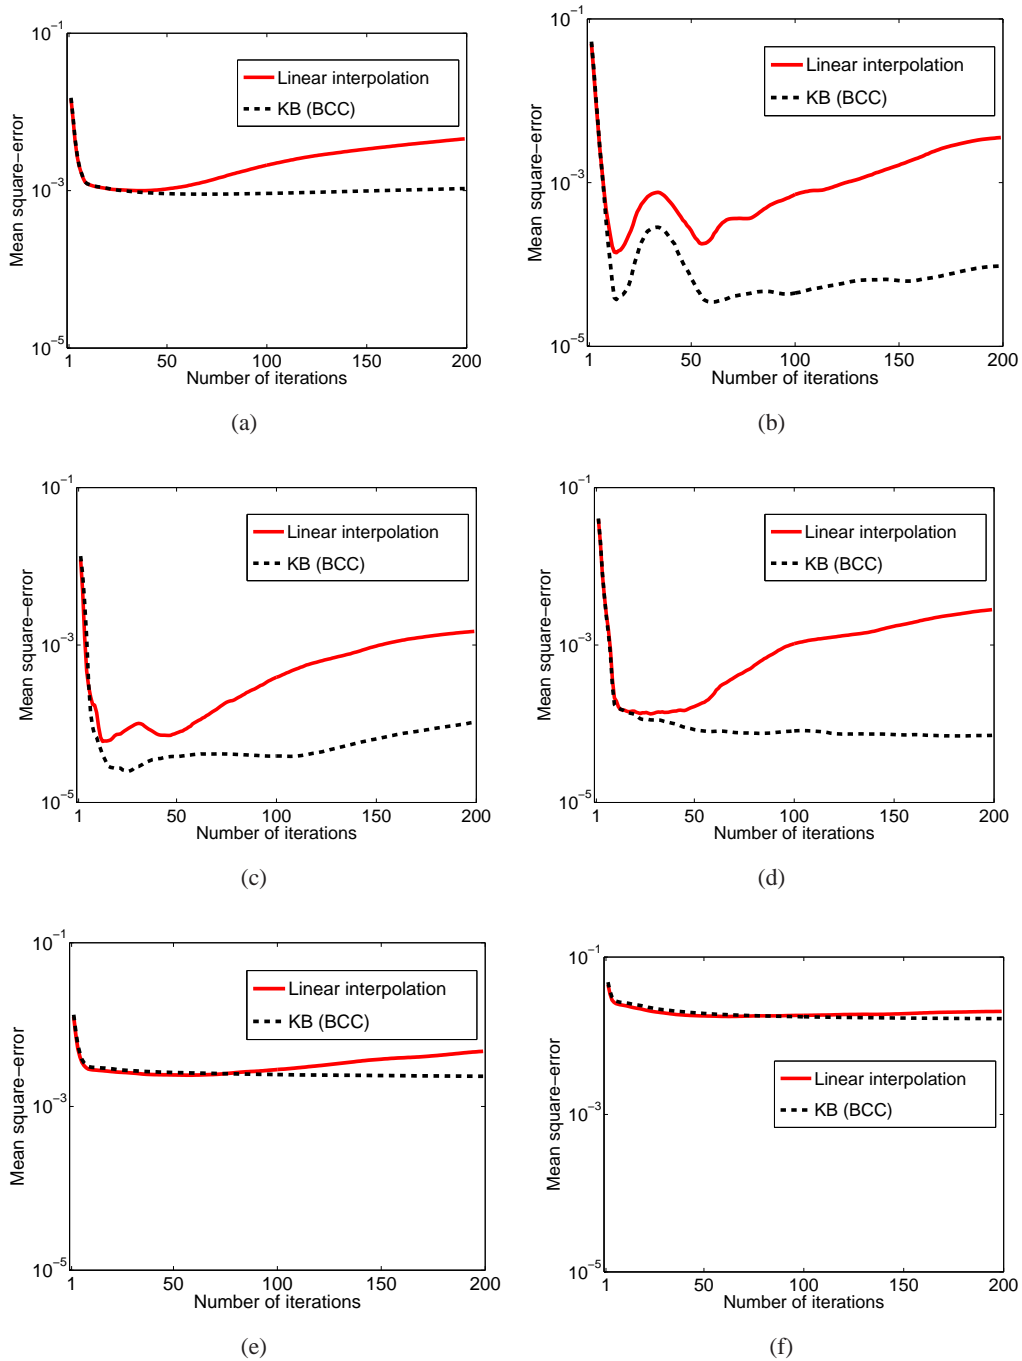 10−1
10−3
10−5
Mean square−error
Linear interpolation
KB (BCC)
1 50 100 150 200
Number of iterations
(a)
10−1
10−3
10−5
Mean square−error
Linear interpolation
KB (BCC)
1 50 100 150 200
Number of iterations
(b)
10−1
10−3
10−5
Mean square−error
Linear interpolation
KB (BCC)
1 50 100 150 200
Number of iterations
(c)
10−1
10−3
10−5
Mean square−error
Linear interpolation
KB (BCC)
1 50 100 150 200
Number of iterations
(d)
10−1
10−3
10−5
Mean square−error
Linear interpolation
KB (BCC)
1 50 100 150 200
Number of iterations
(e)
10−1
10−3
10−5
Mean square−error
Linear interpolation
KB (BCC)
1 50 100 150 200
Number of iterations
(f)